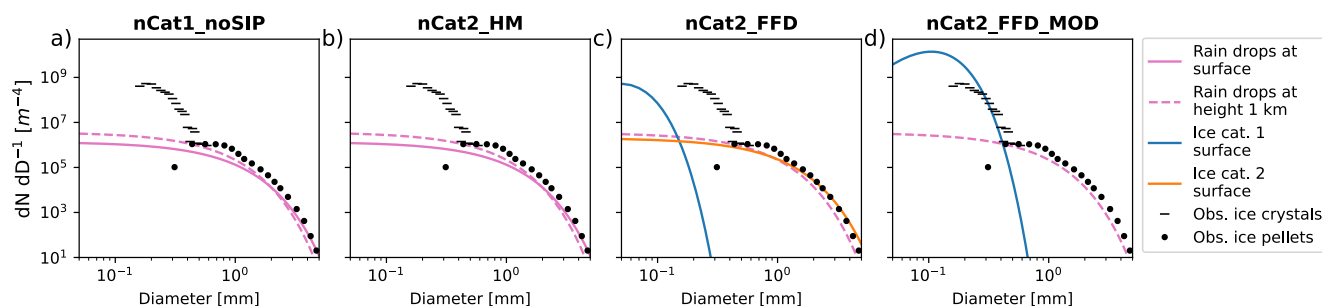 nCat1_noSIP
nCat2_HM
nCat2_FFD
nCat2_FFD_MOD
a)
b)
c)
d)
dN dD⁻¹ [m⁻⁴]
10⁹
10⁷
10⁵
10³
10¹
10⁻¹ 10⁰
10⁻¹ 10⁰
10⁻¹ 10⁰
10⁻¹ 10⁰
Diameter [mm]
Diameter [mm]
Diameter [mm]
Diameter [mm]
Rain drops at
surface
Rain drops at
height 1 km
Ice cat. 1
surface
Ice cat. 2
surface
Obs. ice crystals
Obs. ice pellets